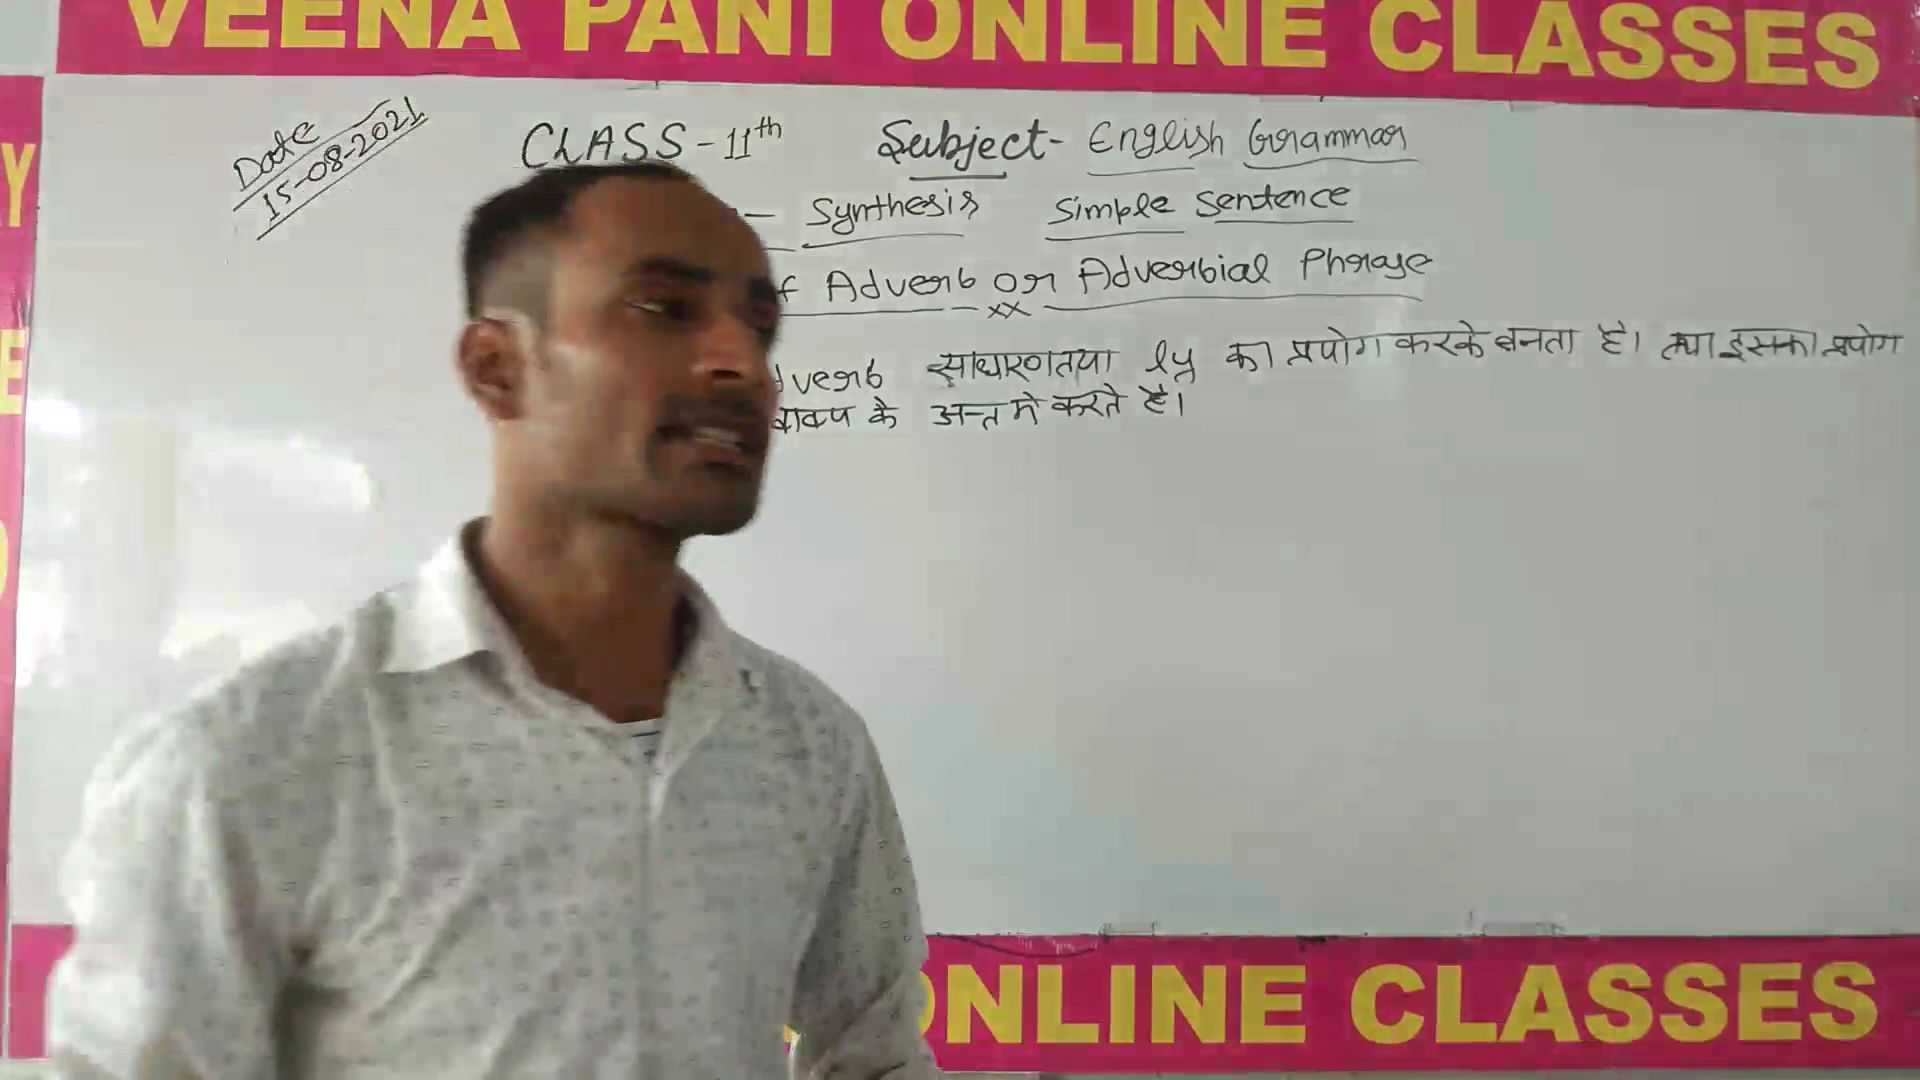 VEENA PANI ONLINE CLASSES
Date
15-08-2021
CLASS - 11th Subject - English Grammar
Synthesis Simple Sentence
f Adverb or Adverbial Phrase
dverb साधारणतया ly का प्रयोग करके बनता है। तथा इसका प्रयोग
वाक्य के अन्त मे करते है।
Y
E
ONLINE CLASSES